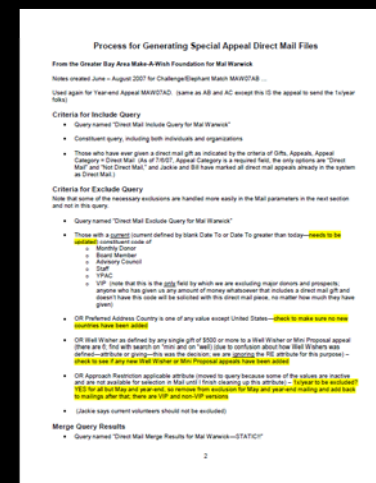 Process for Generating Special Appeal Direct Mail Files
From the Greater Bay Area Make-A-Wish Foundation for Mal Warwick
Notes created June – August 2007 for Challenge/Elephant Match MAW07AB ...
Used again for Year-end Appeal MAW07AD. (same as AB and AC except this IS the appeal to send the 1x/year
folks)
Criteria for Include Query
• Query named "Direct Mail Include Query for Mal Warwick"
• Constituent query, including both individuals and organizations
• Those who have ever given a direct mail gift as indicated by the criteria of Gifts, Appeals, Appeal
Category = Direct Mail (As of 7/6/07, Appeal Category is a required field, the only options are "Direct
Mail" and "Not Direct Mail," and Jackie and Bill have marked all direct mail appeals already in the system
as Direct Mail.)
Criteria for Exclude Query
Note that some of the necessary exclusions are handled more easily in the Mail parameters in the next section
and not in this query.
• Query named "Direct Mail Exclude Query for Mal Warwick"
• Those with a current (current defined by blank Date To or Date To greater than today—needs to be
updated) constituent code of
o Monthly Donor
o Board Member
o Advisory Council
o Staff
o YPAC
o VIP (note that this is the only field by which we are excluding major donors and prospects;
anyone who has given us any amount of money whatsoever that includes a direct mail gift and
doesn't have this code will be solicited with this direct mail piece, no matter how much they have
given)
• OR Preferred Address Country is one of any value except United States—check to make sure no new
countries have been added
• OR Well Wisher as defined by any single gift of $500 or more to a Well Wisher or Mini Proposal appeal
(there are 6; find with search on "mini and on "well) (due to confusion about how Well Wishers was
defined—attribute or giving—this was the decision; we are ignoring the RE attribute for this purpose) –
check to see if any new Well Wisher or Mini Proposal appeals have been added
• OR Approach Restriction applicable attribute (moved to query because some of the values are inactive
and are not available for selection in Mail until I finish cleaning up this attribute) – 1x/year to be excluded?
YES for all but May and year-end, so remove from exclusion for May and year-end mailing and add back
to mailings after that; there are VIP and non-VIP versions
• (Jackie says current volunteers should not be excluded)
Merge Query Results
• Query named "Direct Mail Merge Results for Mal Warwick—STATIC!!"
2